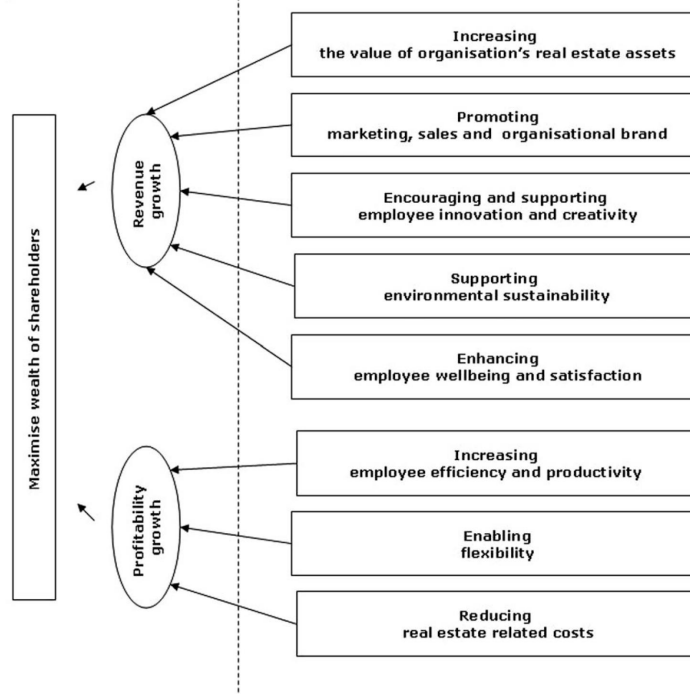 Maximise wealth of shareholders
Revenue
growth
Profitability
growth
Increasing
the value of organisation's real estate assets
Promoting
marketing, sales and organisational brand
Encouraging and supporting
employee innovation and creativity
Supporting
environmental sustainability
Enhancing
employee wellbeing and satisfaction
Increasing
employee efficiency and productivity
Enabling
flexibility
Reducing
real estate related costs